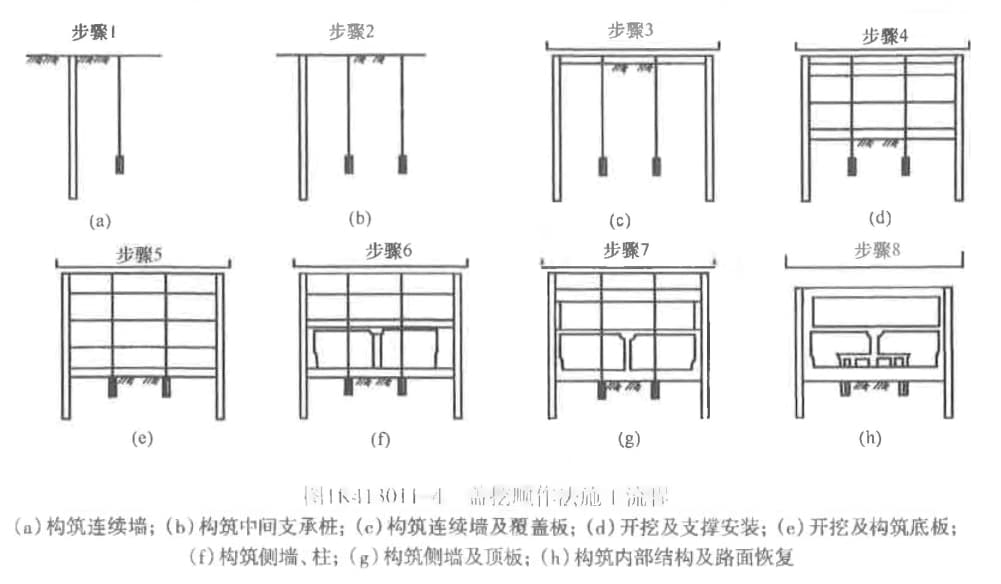 步骤1 步骤2 步骤3 步骤4
(a) (b) (c) (d)
步骤5 步骤6 步骤7 步骤8
(e) (f) (g) (h)
图1K413011-4 盖挖顺作法施工流程
(a)构筑连续墙；(b)构筑中间支承桩；(c)构筑连续墙及覆盖板；(d)开挖及支撑安装；(e)开挖及构筑底板；
(f)构筑侧墙、柱；(g)构筑侧墙及顶板；(h)构筑内部结构及路面恢复